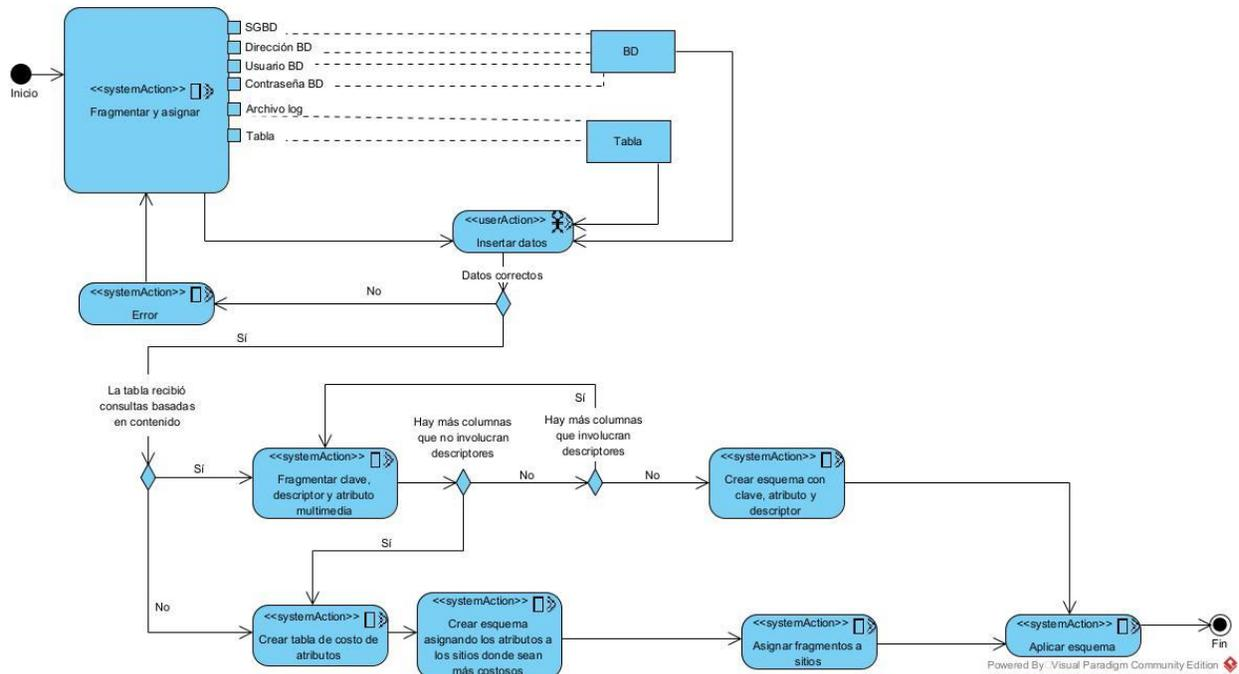 SGBD
Dirección BD
Usuario BD
Contraseña BD
Archivo log
Tabla
BD
Tabla
Inicio
<<systemAction>>
Fragmentar y asignar
<<userAction>>
Insertar datos
Datos correctos
No
<<systemAction>>
Error
Sí
La tabla recibió
consultas basadas
en contenido
Sí
<<systemAction>>
Fragmentar clave,
descriptor y atributo
multimedia
Hay más columnas
que no involucran
descriptores
No
Sí
Hay más columnas
que involucran
descriptores
No
<<systemAction>>
Crear esquema con
clave, atributo y
descriptor
Sí
No
<<systemAction>>
Crear tabla de costo de
atributos
<<systemAction>>
Crear esquema
asignando los atributos a
los sitios donde sean
más costosos
<<systemAction>>
Asignar fragmentos a
sitios
<<systemAction>>
Aplicar esquema
Fin
Powered By Visual Paradigm Community Edition